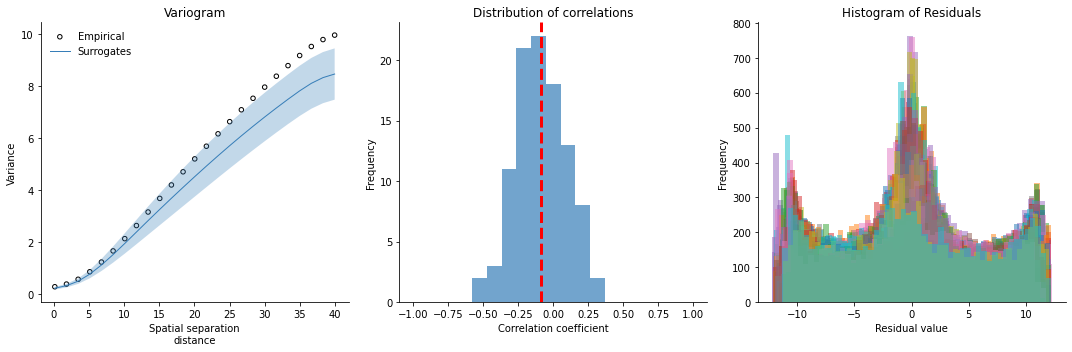 Variogram
Empirical
Surrogates
Variance
0
2
4
6
8
10
0 5 10 15 20 25 30 35 40
Spatial separation
distance
Distribution of correlations
Frequency
0
5
10
15
20
−1.00 −0.75 −0.50 −0.25 0.00 0.25 0.50 0.75 1.00
Correlation coefficient
Histogram of Residuals
Frequency
0
100
200
300
400
500
600
700
800
−10 −5 0 5 10
Residual value